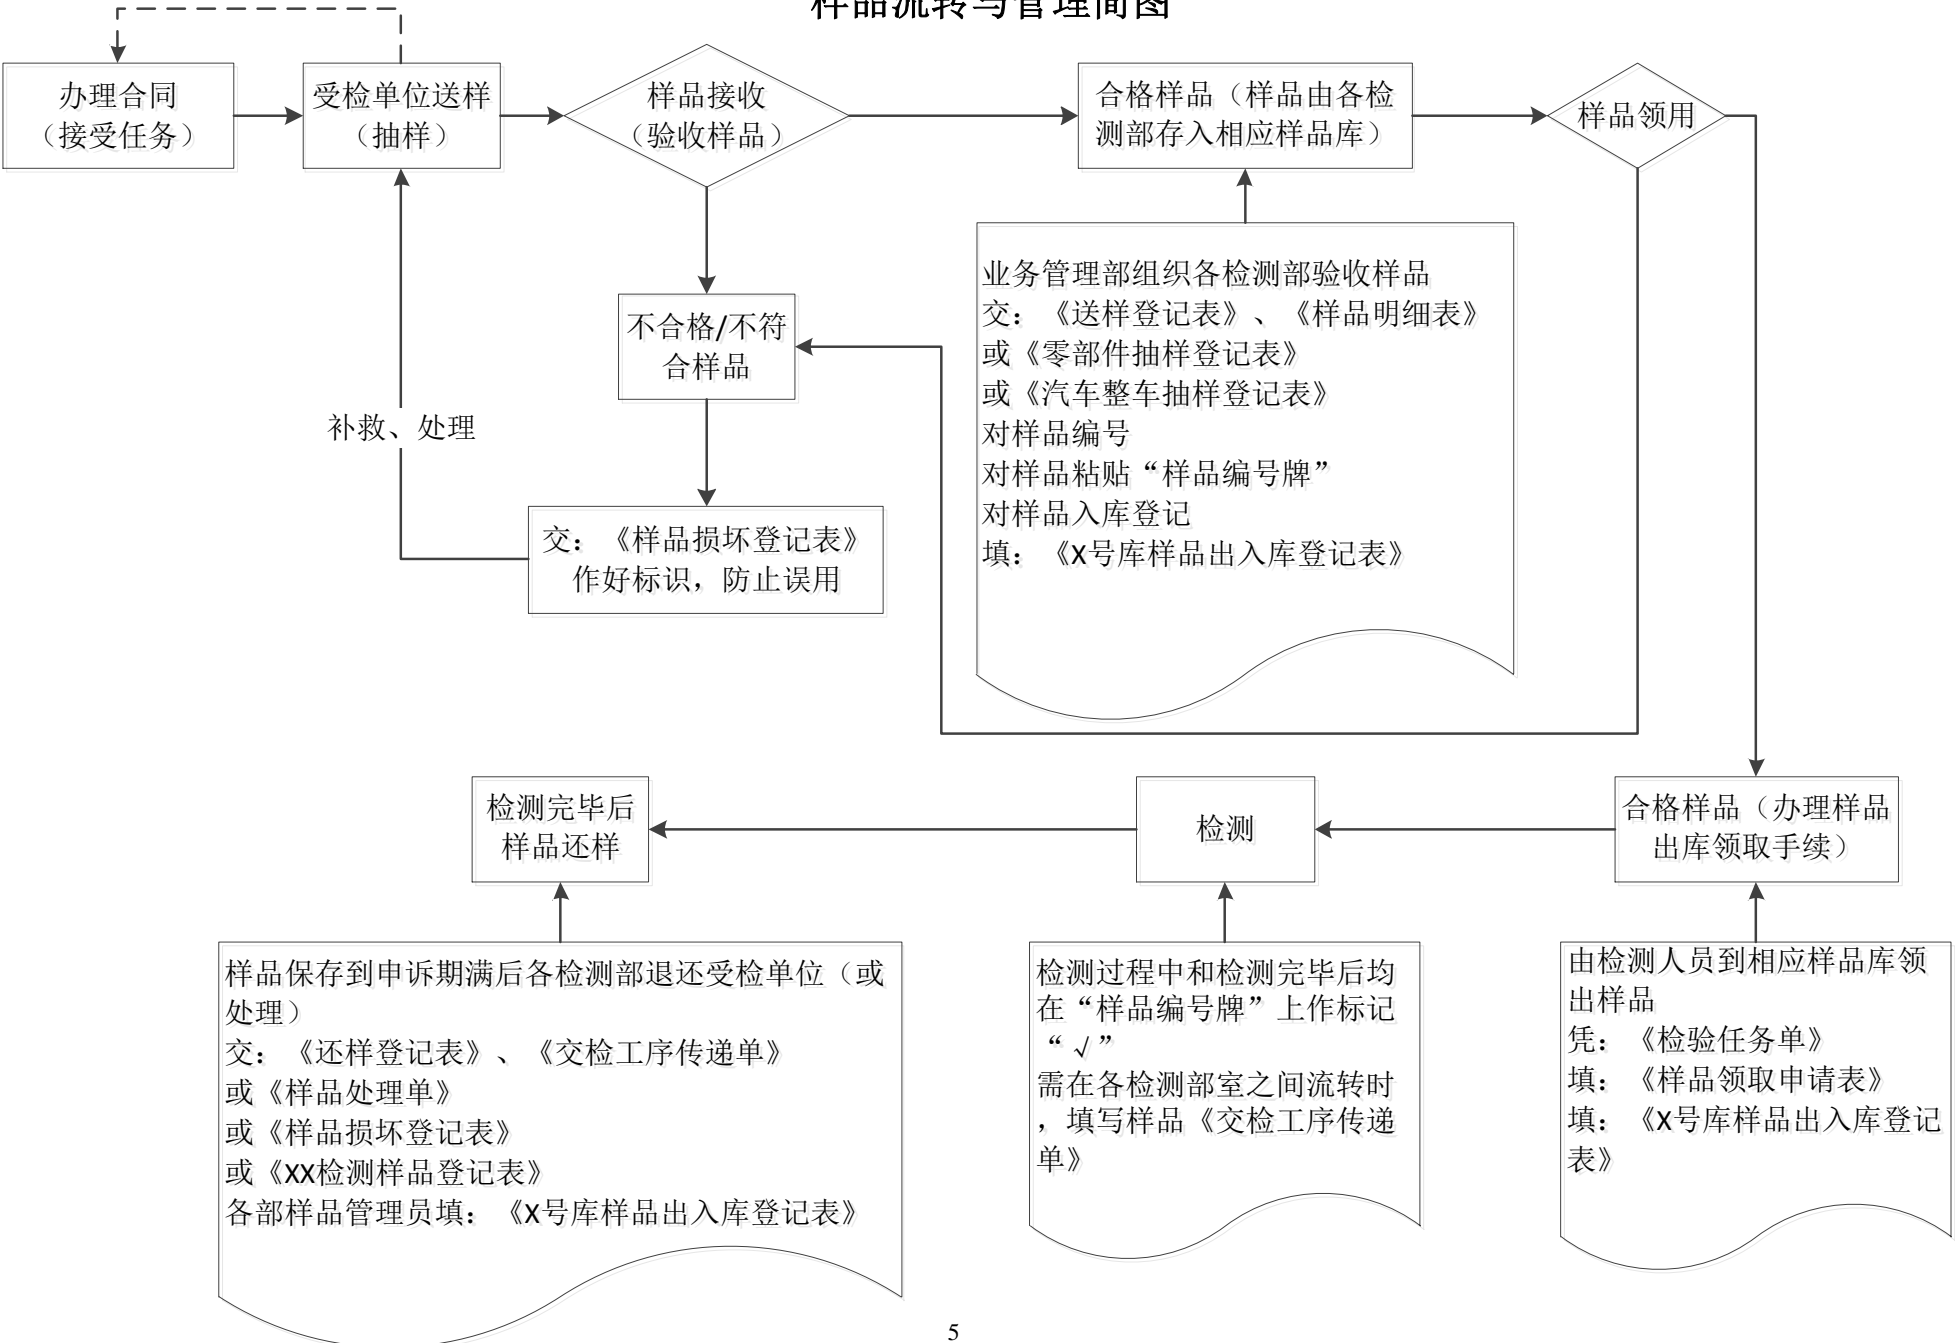 样品流转与管理简图
办理合同
（接受任务）
受检单位送样
（抽样）
样品接收
（验收样品）
合格样品（样品由各检
测部存入相应样品库）
样品领用
业务管理部组织各检测部验收样品
交：《送样登记表》、《样品明细表》
或《零部件抽样登记表》
或《汽车整车抽样登记表》
对样品编号
对样品粘贴“样品编号牌”
对样品入库登记
填：《X号库样品出入库登记表》
不合格/不符
合样品
补救、处理
交：《样品损坏登记表》
作好标识，防止误用
检测完毕后
样品还样
检测
合格样品（办理样品
出库领取手续）
样品保存到申诉期满后各检测部退还受检单位（或
处理）
交：《还样登记表》、《交检工序传递单》
或《样品处理单》
或《样品损坏登记表》
或《XX检测样品登记表》
各部样品管理员填：《X号库样品出入库登记表》
检测过程中和检测完毕后均
在“样品编号牌”上作标记
“√”
需在各检测部室之间流转时
，填写样品《交检工序传递
单》
由检测人员到相应样品库领
出样品
凭：《检验任务单》
填：《样品领取申请表》
填：《X号库样品出入库登记
表》
5